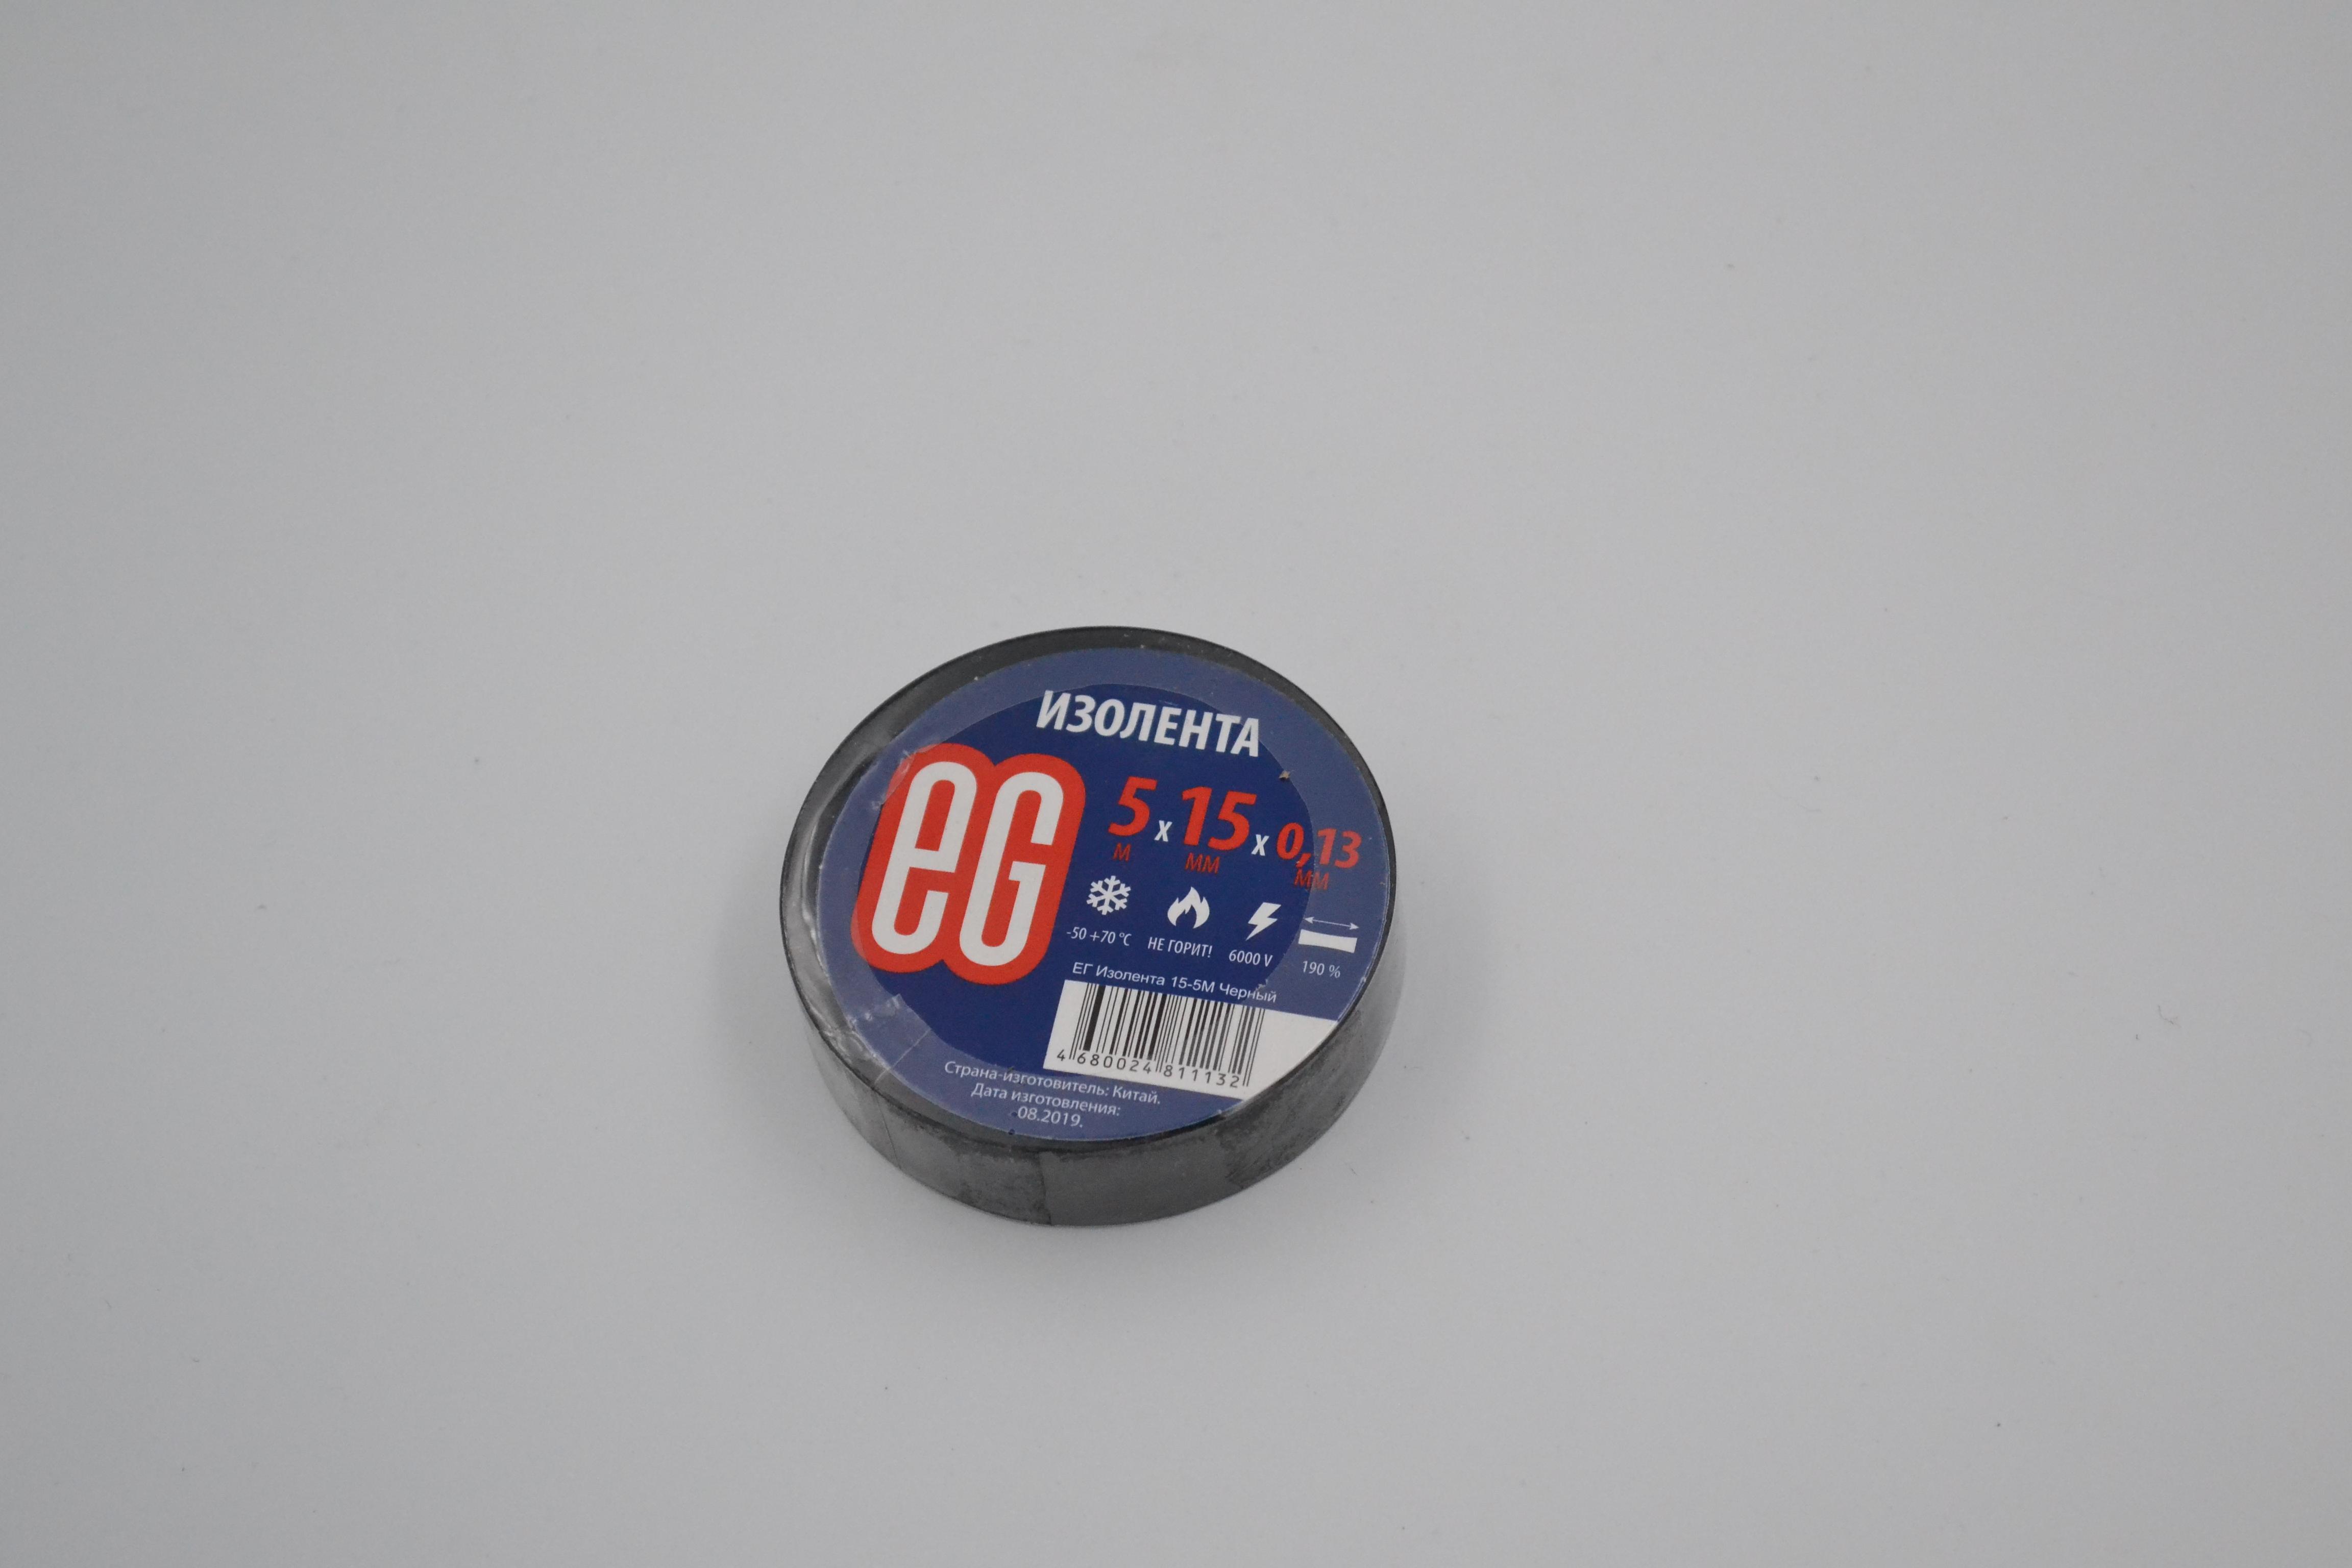 ИЗОЛЕНТА
eG
5 x 15 x 0,13
М ММ ММ
-50 +70 °C НЕ ГОРИТ! 6000 V 190 %
ЕГ Изолента 15-5М Черный
4 680024 811132
Страна-изготовитель: Китай.
Дата изготовления:
08.2019.